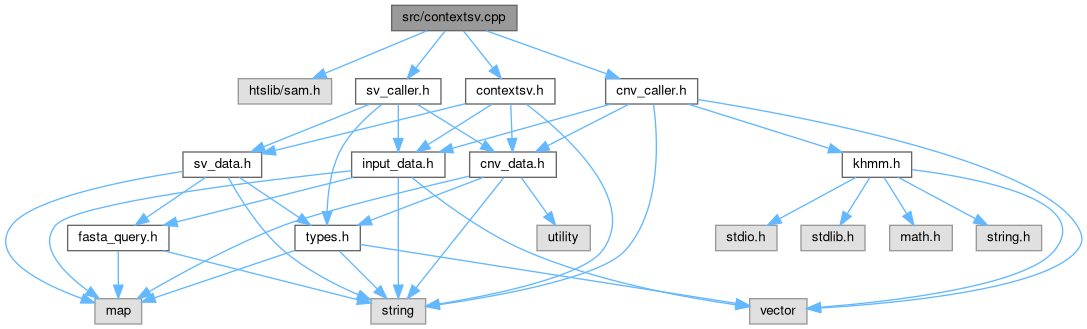 src/contextsv.cpp
htslib/sam.h
sv_caller.h
contextsv.h
cnv_caller.h
sv_data.h
input_data.h
cnv_data.h
khmm.h
fasta_query.h
types.h
utility
stdio.h
stdlib.h
math.h
string.h
map
string
vector